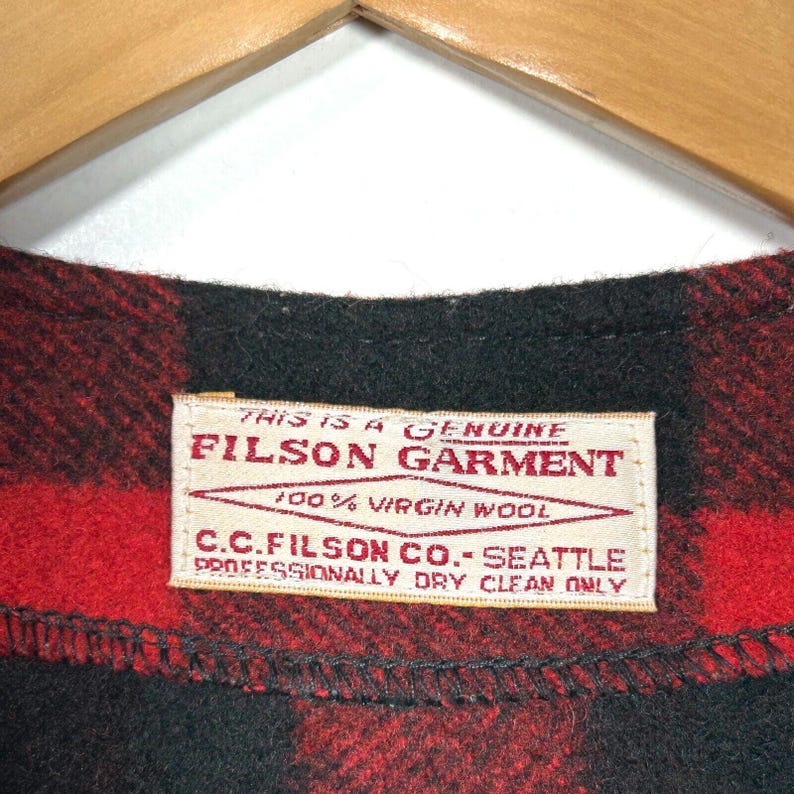 THIS IS A GENUINE
FILSON GARMENT
100% VIRGIN WOOL
C.C. FILSON CO.- SEATTLE
PROFESSIONALLY DRY CLEAN ONLY